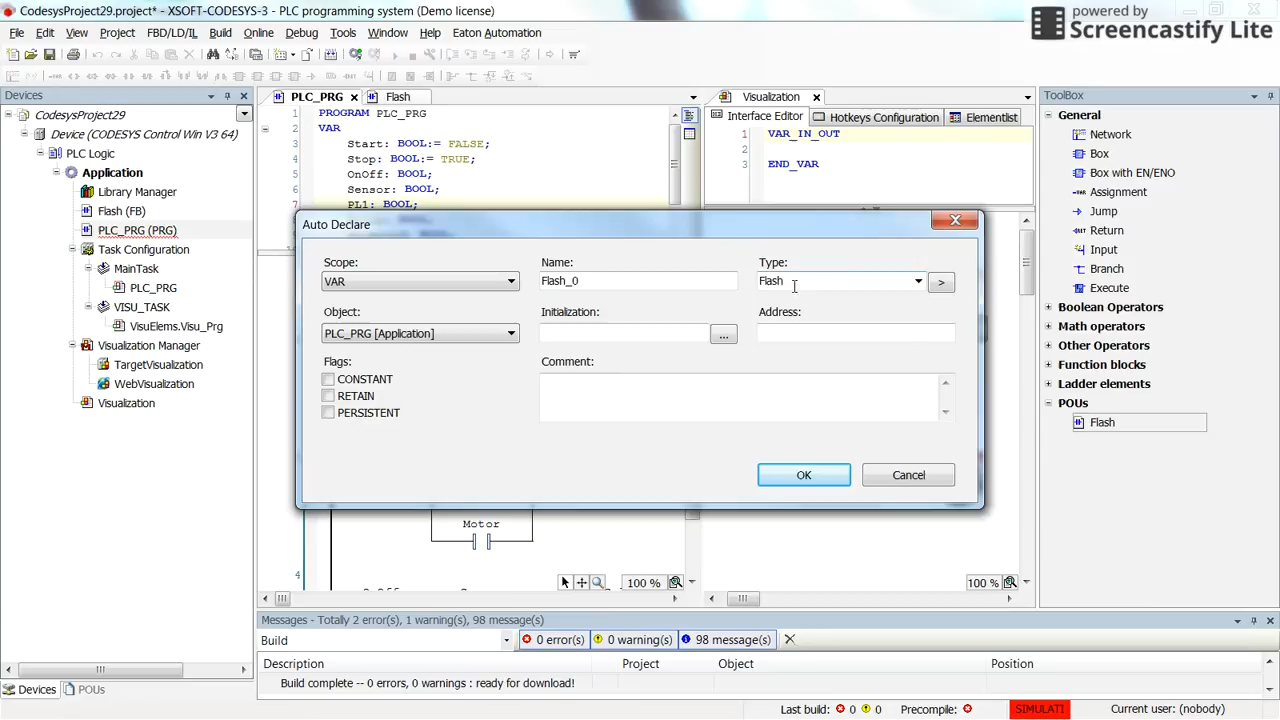 CodesysProject29.project* - XSOFT-CODESYS-3 - PLC programming system (Demo license)
powered by
Screencastify Lite
File Edit View Project FBD/LD/IL Build Online Debug Tools Window Help Eaton Automation
Devices
PLC_PRG
Flash
Visualization
ToolBox
CodesysProject29
Device (CODESYS Control Win V3 64)
PLC Logic
Application
Library Manager
Flash (FB)
PLC_PRG (PRG)
Task Configuration
MainTask
PLC_PRG
VISU_TASK
VisuElems.Visu_Prg
Visualization Manager
TargetVisualization
WebVisualization
Visualization
1 PROGRAM PLC_PRG
2 VAR
3 Start: BOOL:= FALSE;
4 Stop: BOOL:= TRUE;
5 OnOff: BOOL;
6 Sensor: BOOL;
7 PL1: BOOL;
Interface Editor
Hotkeys Configuration
Elementlist
1 VAR_IN_OUT
2
3 END_VAR
General
Network
Box
Box with EN/ENO
Assignment
Jump
Return
Input
Branch
Execute
Boolean Operators
Math operators
Other Operators
Function blocks
Ladder elements
POUs
Flash
Auto Declare
Scope: Name: Type:
VAR Flash_0 Flash >
Object: Initialization: Address:
PLC_PRG [Application] ...
Flags: Comment:
CONSTANT
RETAIN
PERSISTENT
OK Cancel
Motor
4
100 %
100 %
Messages - Totally 2 error(s), 1 warning(s), 98 message(s)
Build 0 error(s) 0 warning(s) 98 message(s)
Description Project Object Position
Build complete -- 0 errors, 0 warnings : ready for download!
Devices POUs
Last build: 0 0 Precompile: SIMULATI Current user: (nobody)